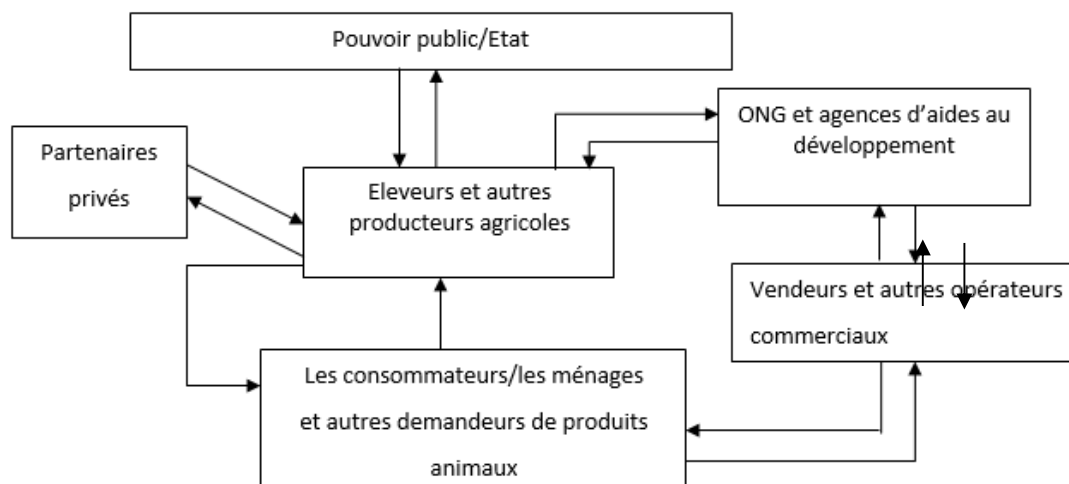 Pouvoir public/Etat
ONG et agences d'aides au
développement
Partenaires
privés
Eleveurs et autres
producteurs agricoles
Vendeurs et autres opérateurs
commerciaux
Les consommateurs/les ménages
et autres demandeurs de produits
animaux